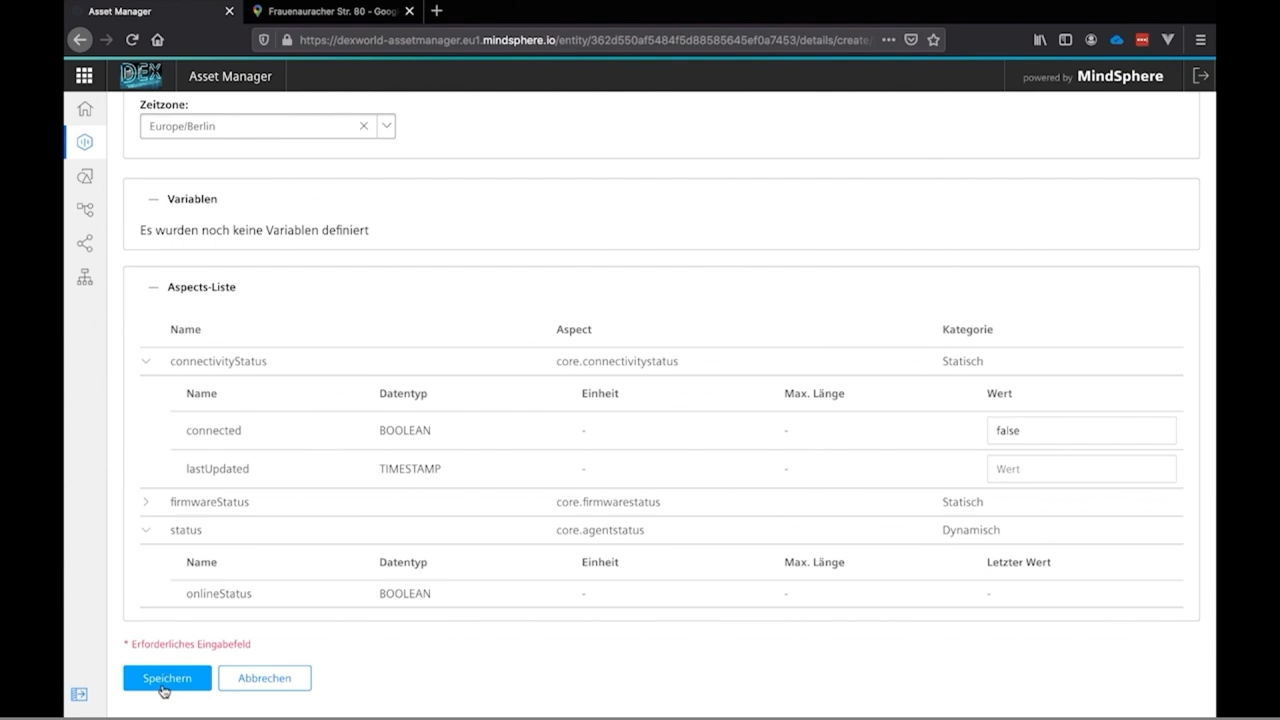 Asset Manager
Frauenauracher Str. 80 - Goog
https://dexworld-assetmanager.eu1.mindsphere.io/entity/362d550af5484f5d88585645ef0a7453/details/create/
DEX
Asset Manager
powered by MindSphere
Zeitzone:
Europe/Berlin
Variablen
Es wurden noch keine Variablen definiert
Aspects-Liste
Name Aspect Kategorie
connectivityStatus core.connectivitystatus Statisch
Name Datentyp Einheit Max. Länge Wert
connected BOOLEAN - - false
lastUpdated TIMESTAMP - - Wert
firmwareStatus core.firmwarestatus Statisch
status core.agentstatus Dynamisch
Name Datentyp Einheit Max. Länge Letzter Wert
onlineStatus BOOLEAN - - -
* Erforderliches Eingabefeld
Speichern Abbrechen